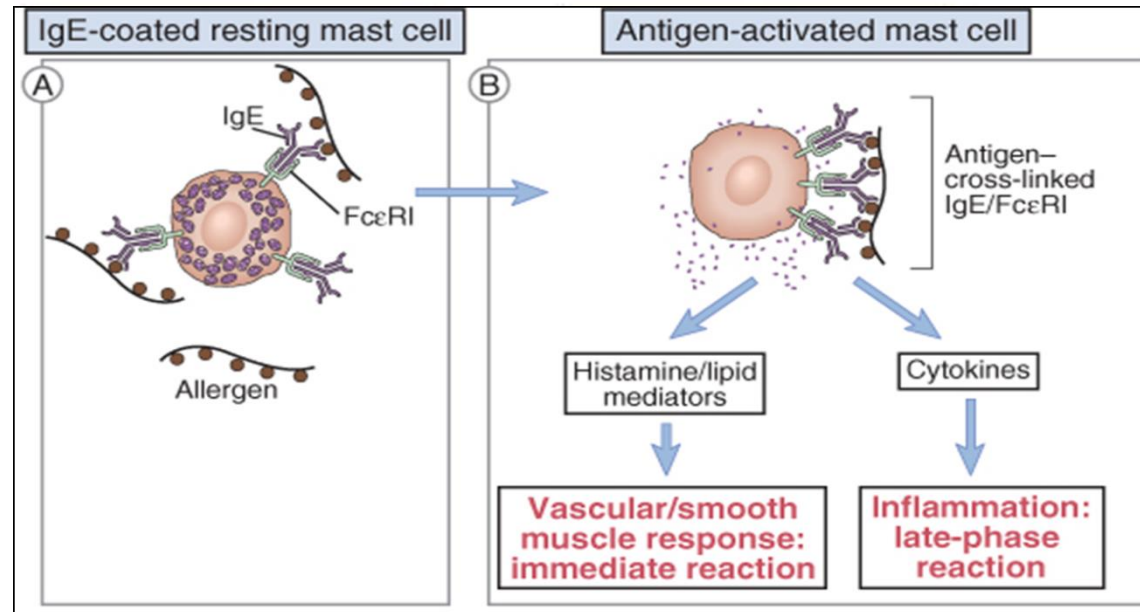 IgE-coated resting mast cell
Antigen-activated mast cell
A
IgE
FcεRI
Allergen
B
Antigen–
cross-linked
IgE/FcεRI
Histamine/lipid
mediators
Cytokines
Vascular/smooth
muscle response:
immediate reaction
Inflammation:
late-phase
reaction